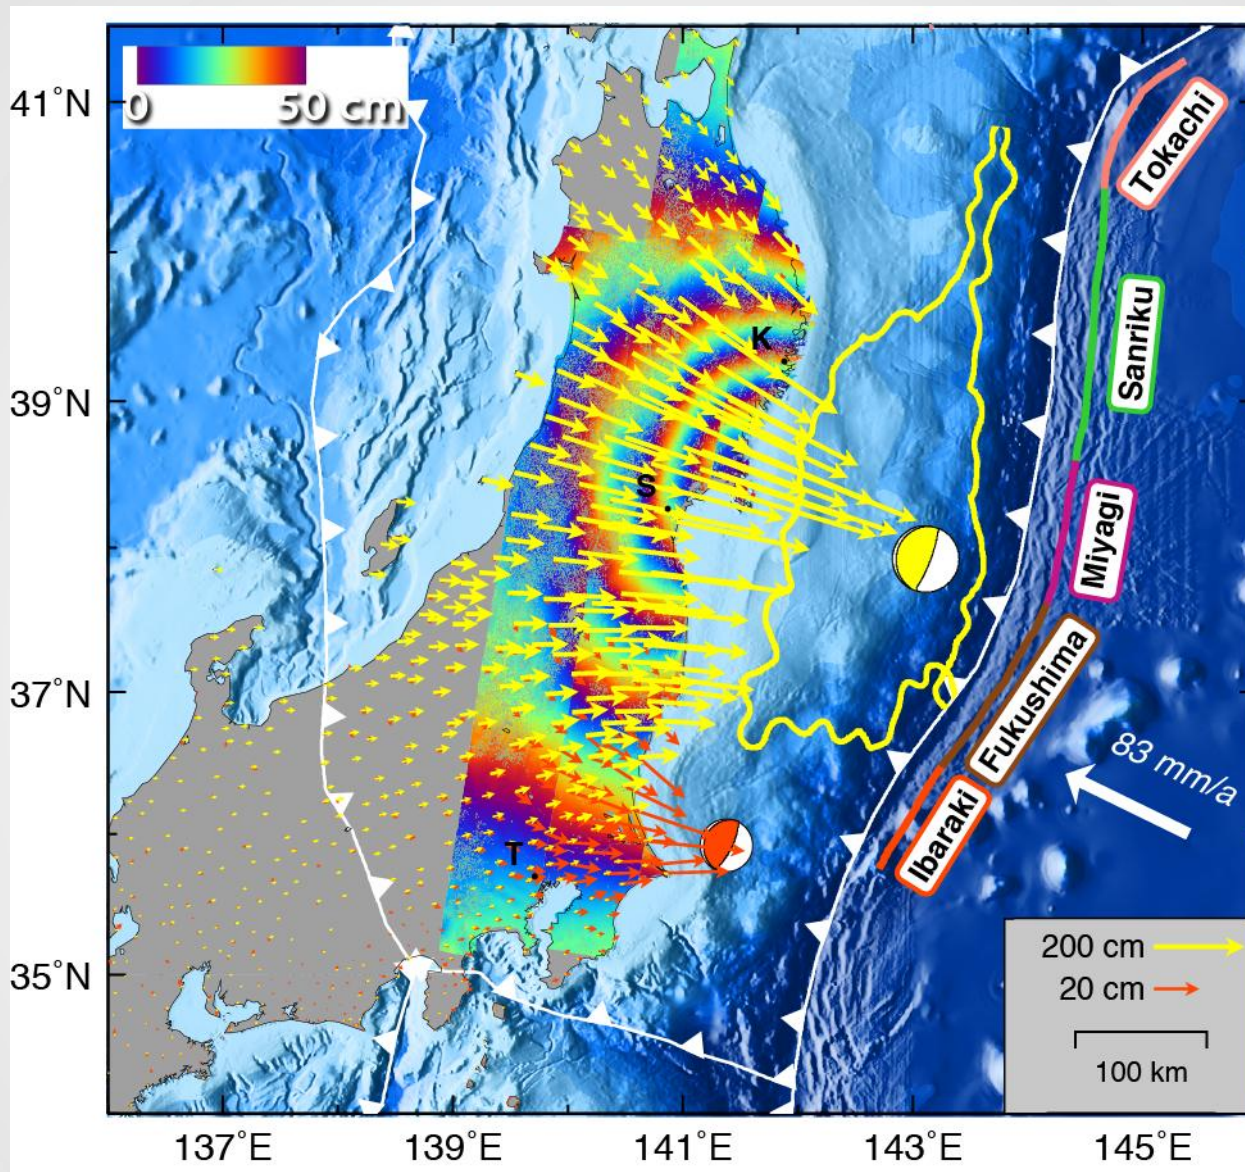 0 50 cm
41°N
39°N
37°N
35°N
137°E 139°E 141°E 143°E 145°E
K
S
T
Tokachi
Sanriku
Miyagi
Fukushima
Ibaraki
83 mm/a
200 cm
20 cm
100 km